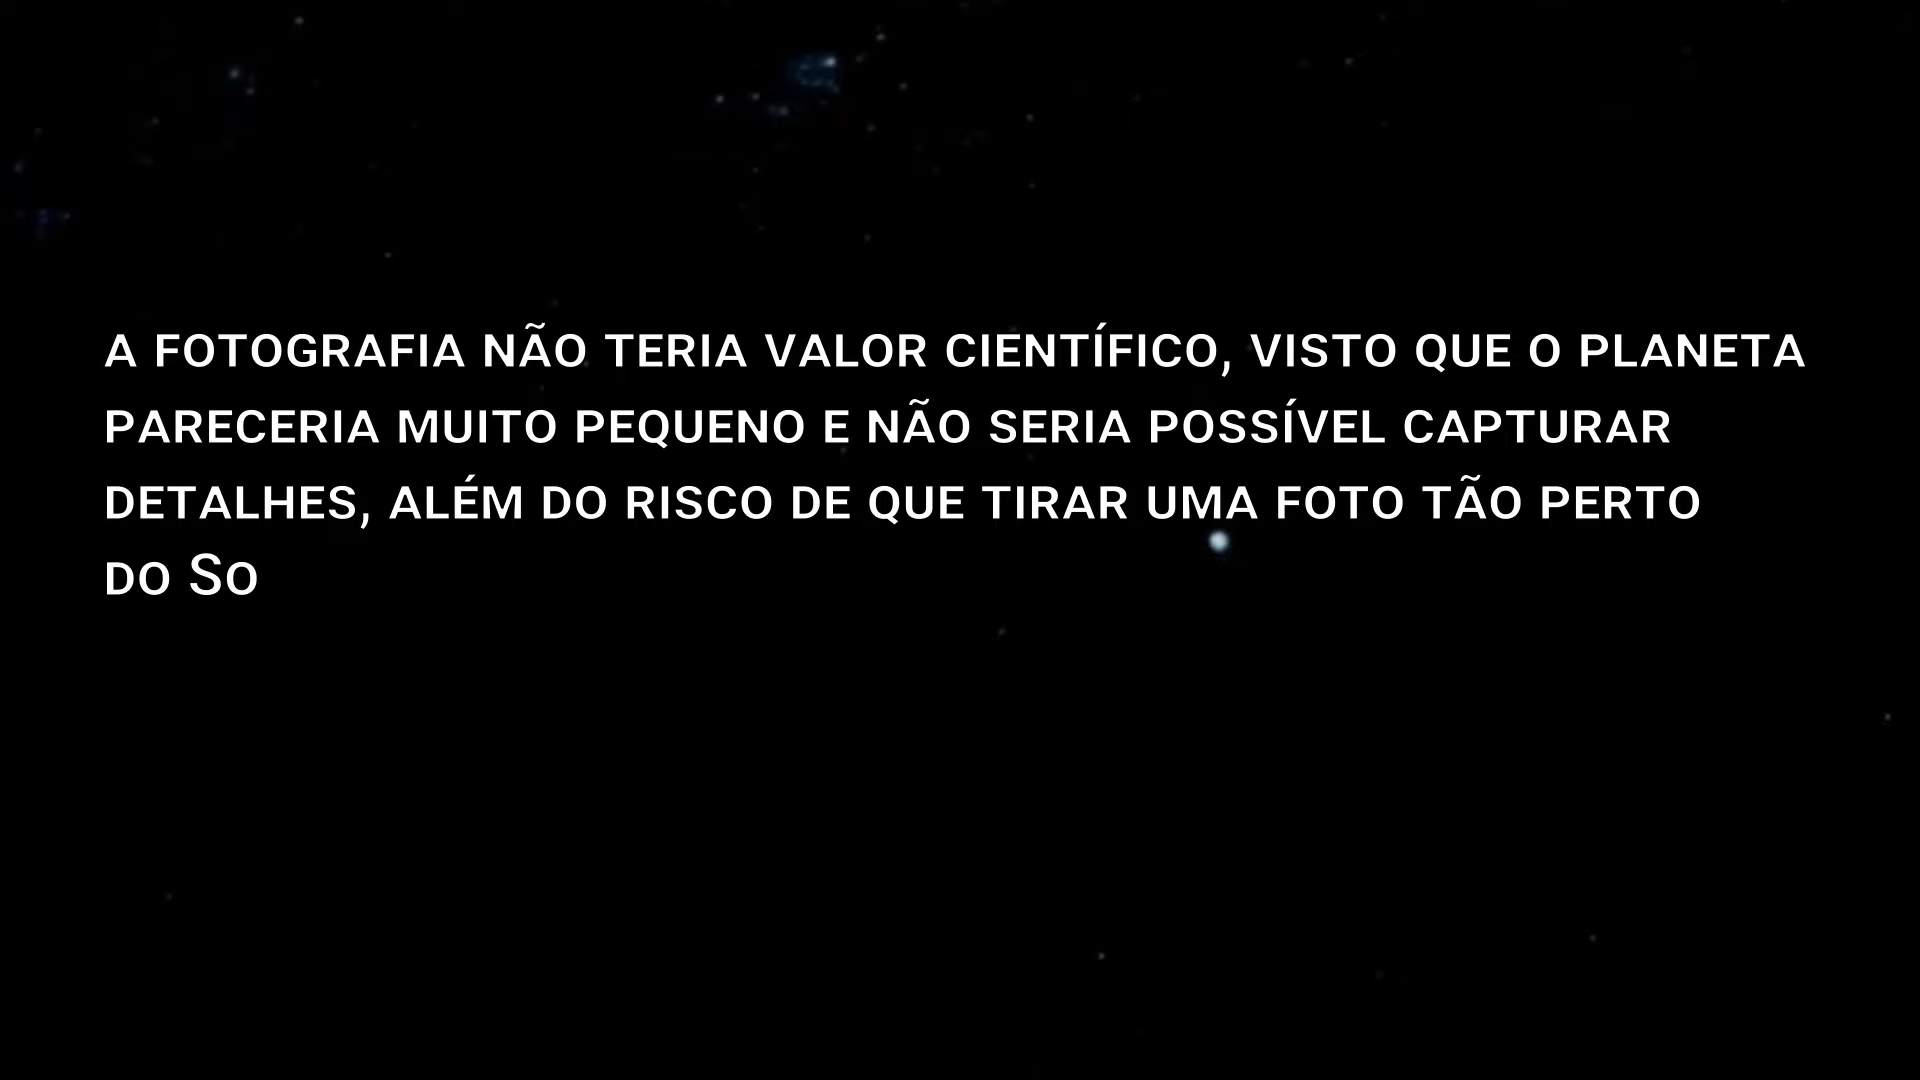 A FOTOGRAFIA NÃO TERIA VALOR CIENTÍFICO, VISTO QUE O PLANETA
PARECERIA MUITO PEQUENO E NÃO SERIA POSSÍVEL CAPTURAR
DETALHES, ALÉM DO RISCO DE QUE TIRAR UMA FOTO TÃO PERTO
DO SO